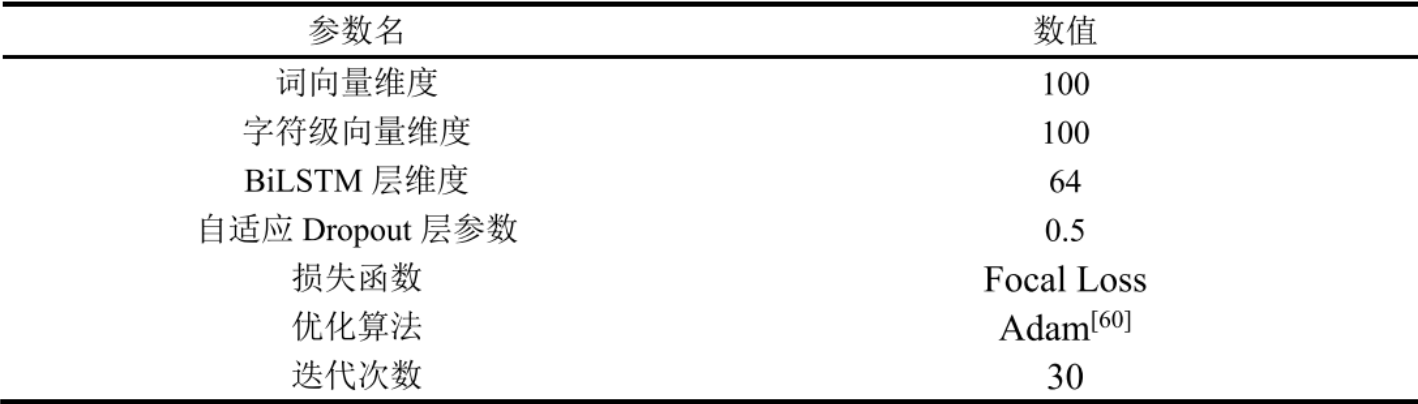 参数名 数值
词向量维度 100
字符级向量维度 100
BiLSTM 层维度 64
自适应 Dropout 层参数 0.5
损失函数 Focal Loss
优化算法 Adam[60]
迭代次数 30